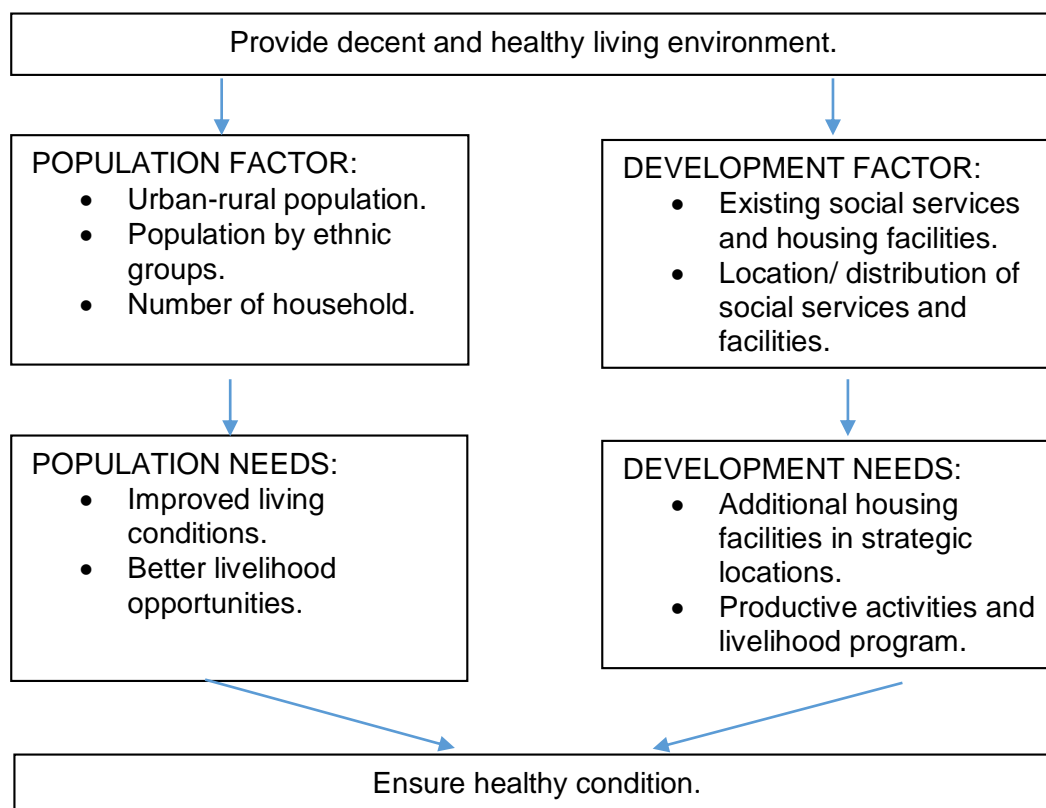 Provide decent and healthy living environment.
POPULATION FACTOR:
• Urban-rural population.
• Population by ethnic
groups.
• Number of household.
DEVELOPMENT FACTOR:
• Existing social services
and housing facilities.
• Location/ distribution of
social services and
facilities.
POPULATION NEEDS:
• Improved living
conditions.
• Better livelihood
opportunities.
DEVELOPMENT NEEDS:
• Additional housing
facilities in strategic
locations.
• Productive activities and
livelihood program.
Ensure healthy condition.